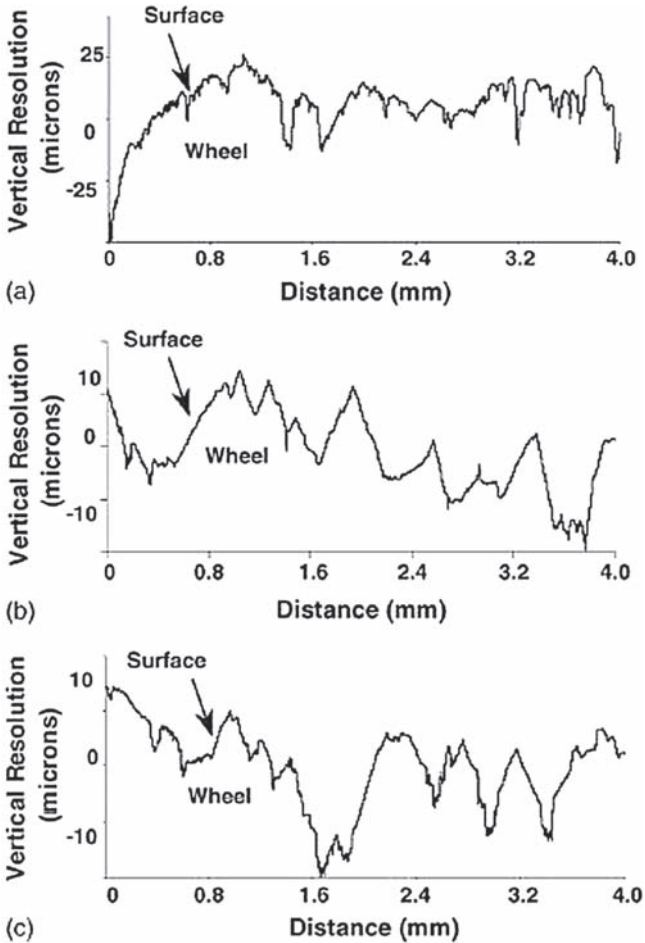 Surface
25
0
-25
Vertical Resolution
(microns)
Wheel
0 0.8 1.6 2.4 3.2 4.0
(a)
Distance (mm)
Surface
10
0
-10
Vertical Resolution
(microns)
Wheel
0 0.8 1.6 2.4 3.2 4.0
(b)
Distance (mm)
Surface
10
0
-10
Vertical Resolution
(microns)
Wheel
0 0.8 1.6 2.4 3.2 4.0
(c)
Distance (mm)